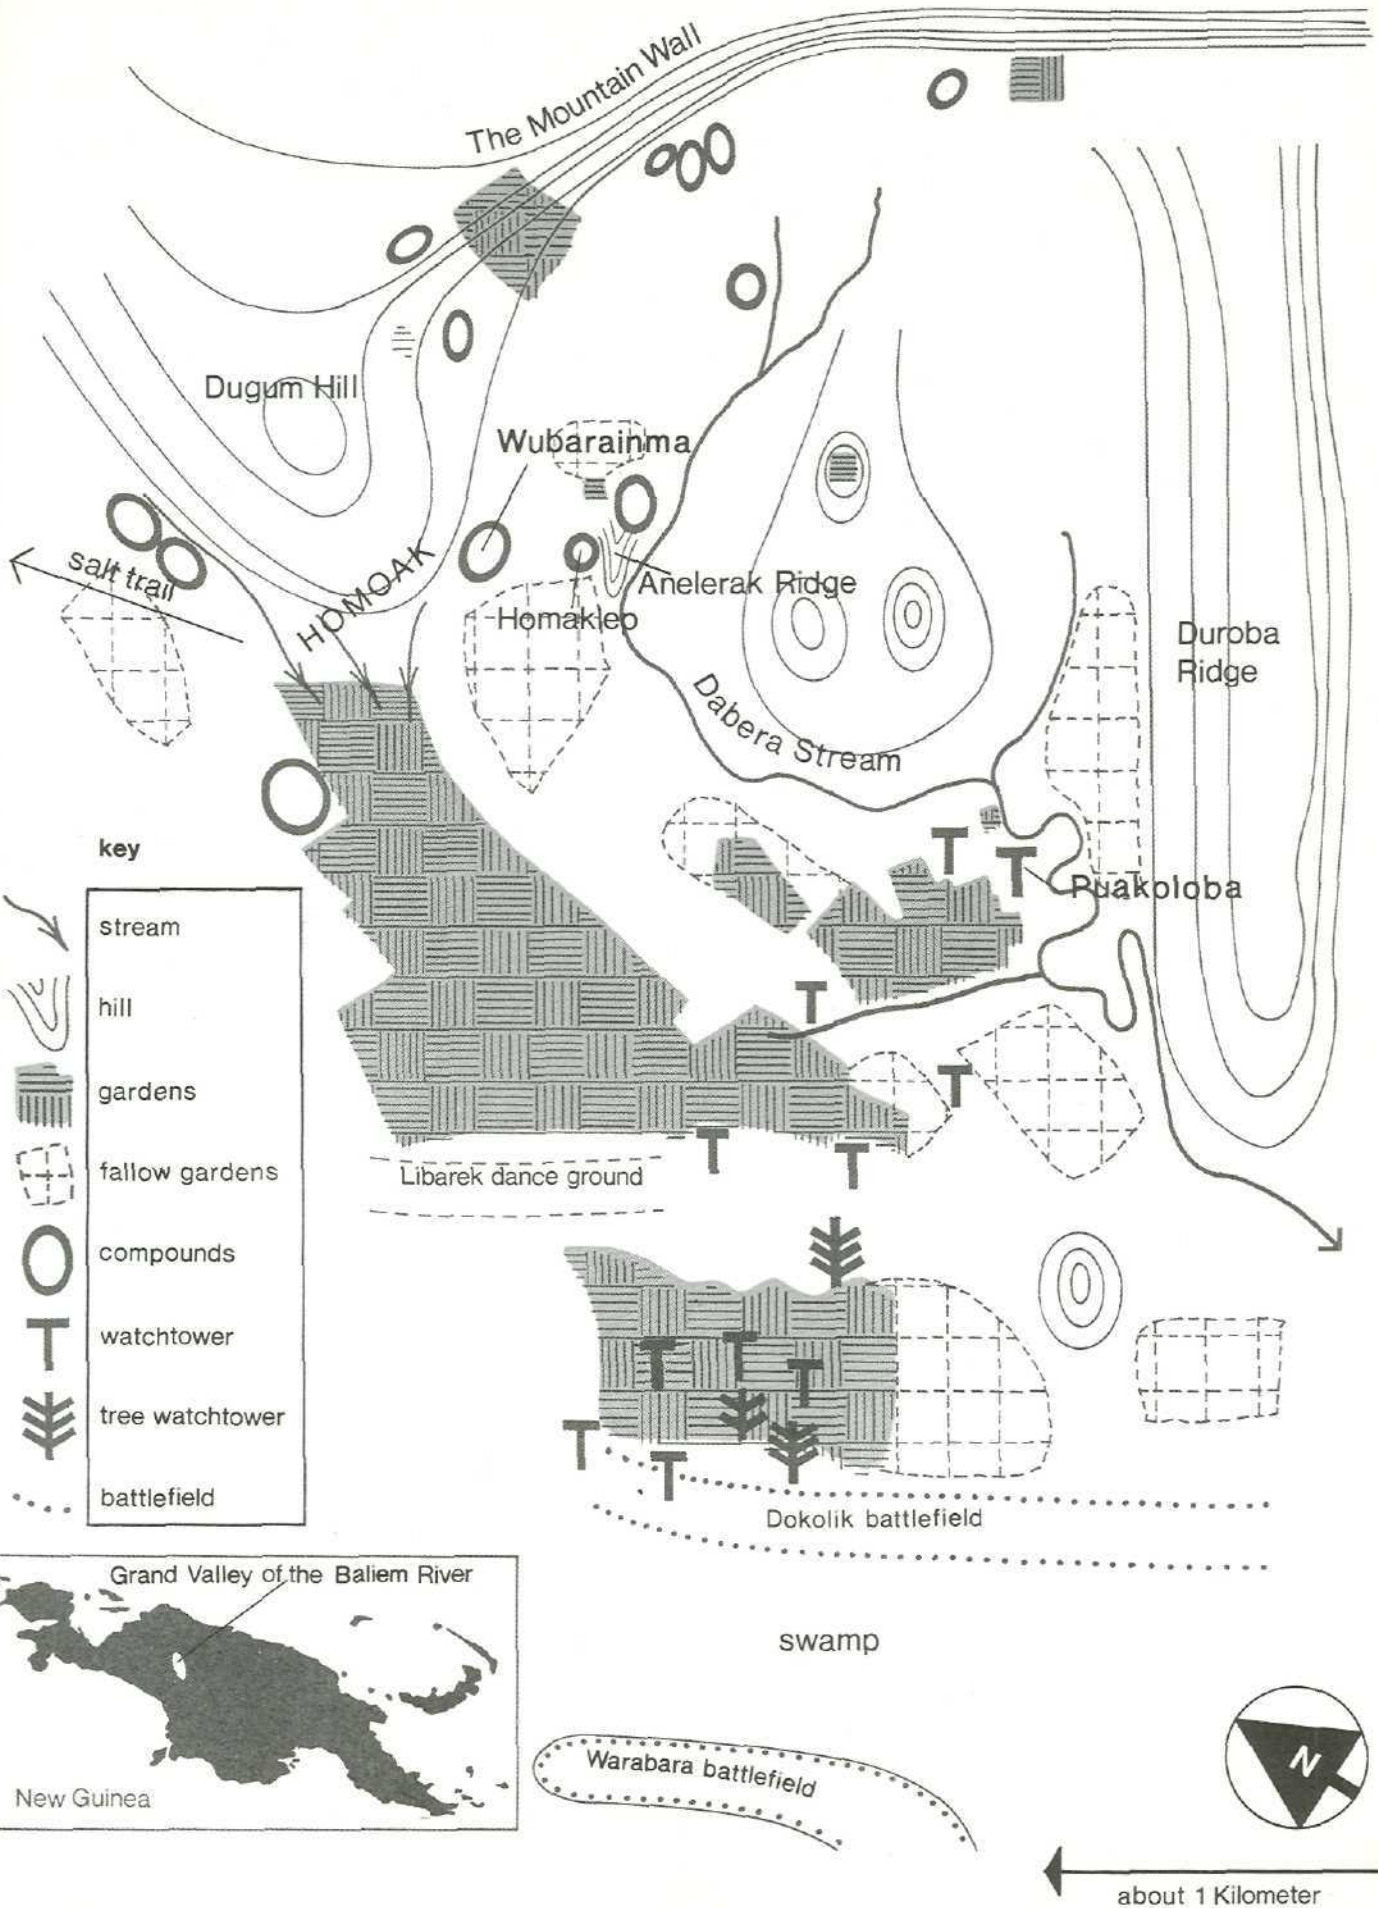 The Mountain Wall
Dugum Hill
Wubarainma
salt trail
HOMOAK
Anelerak Ridge
Homaklep
Duroba
Ridge
Dabera Stream
Puakoloba
key
stream
hill
gardens
fallow gardens
compounds
watchtower
tree watchtower
battlefield
Libarek dance ground
Dokolik battlefield
Grand Valley of the Baliem River
New Guinea
swamp
Warabara battlefield
N
about 1 Kilometer